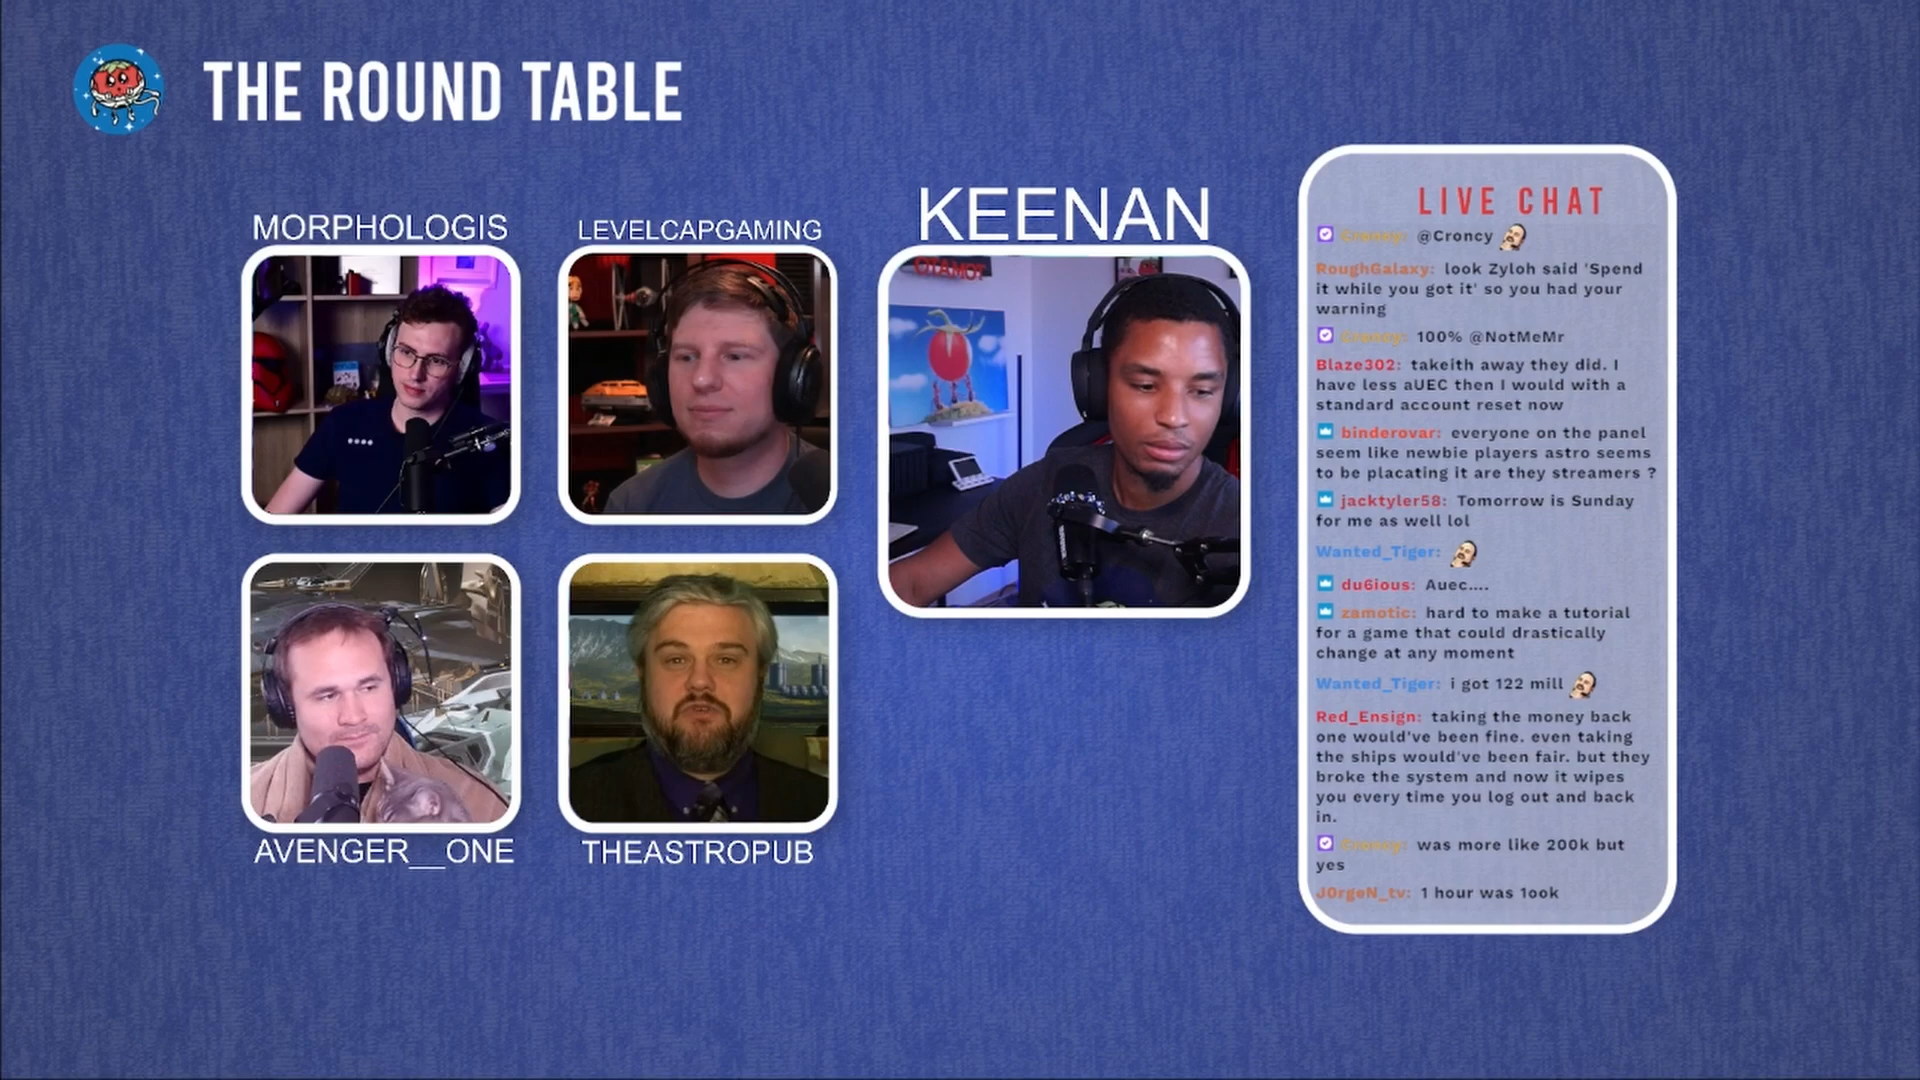 THE ROUND TABLE
MORPHOLOGIS
LEVELCAPGAMING
KEENAN
OTAMOT
AVENGER__ONE
THEASTROPUB
LIVE CHAT
Croncy: @Croncy
RoughGalaxy: look Zyloh said 'Spend
it while you got it' so you had your
warning
Croncy: 100% @NotMeMr
Blaze302: takeith away they did. I
have less aUEC then I would with a
standard account reset now
binderovar: everyone on the panel
seem like newbie players astro seems
to be placating it are they streamers ?
jacktyler58: Tomorrow is Sunday
for me as well lol
Wanted_Tiger:
du6ious: Auec....
zamotic: hard to make a tutorial
for a game that could drastically
change at any moment
Wanted_Tiger: i got 122 mill
Red_Ensign: taking the money back
one would've been fine. even taking
the ships would've been fair. but they
broke the system and now it wipes
you every time you log out and back
in.
Croncy: was more like 200k but
yes
J0rgeN_tv: 1 hour was 1ook